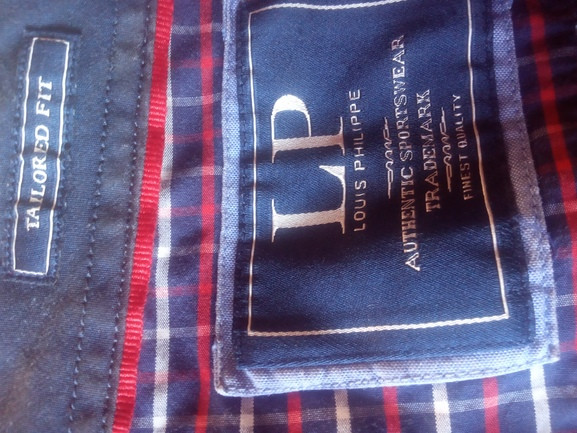 TAILORED FIT
LP
LOUIS PHILIPPE
AUTHENTIC SPORTSWEAR
TRADEMARK
FINEST QUALITY